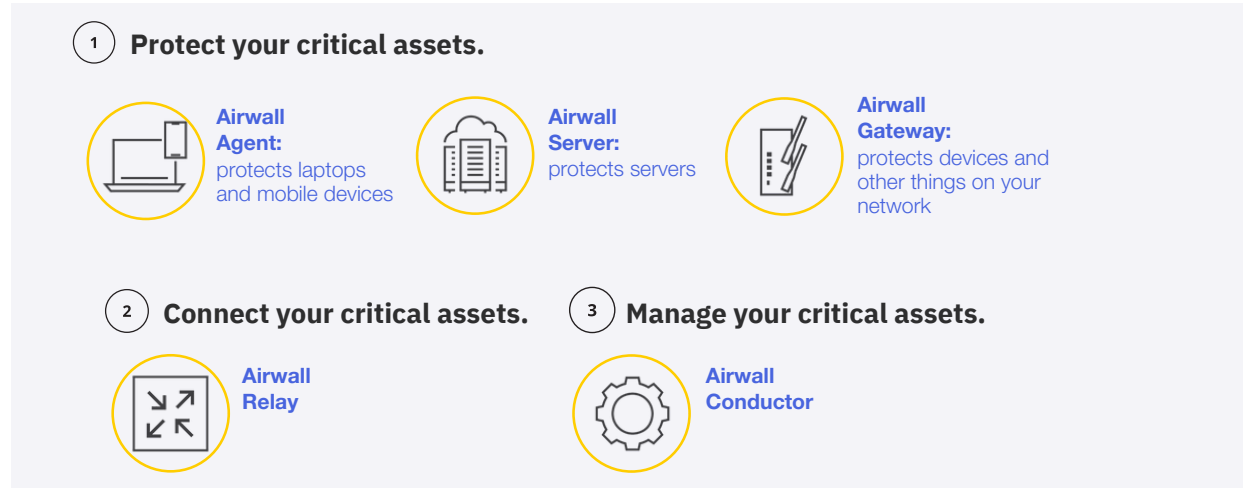 1 Protect your critical assets.
Airwall
Agent:
protects laptops
and mobile devices
Airwall
Server:
protects servers
Airwall
Gateway:
protects devices and
other things on your
network
2 Connect your critical assets.
Airwall
Relay
3 Manage your critical assets.
Airwall
Conductor